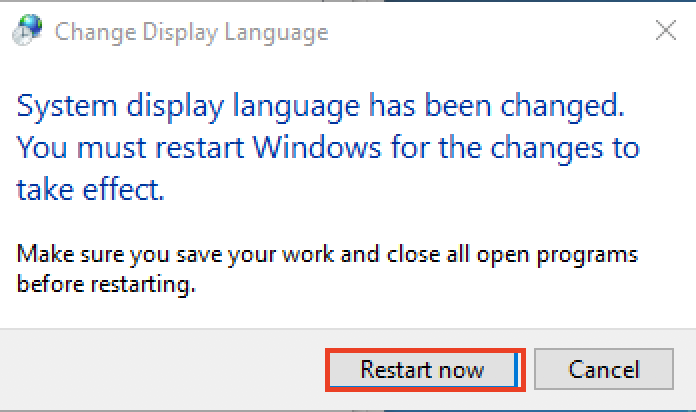 Change Display Language
System display language has been changed.
You must restart Windows for the changes to
take effect.
Make sure you save your work and close all open programs
before restarting.
Restart now
Cancel